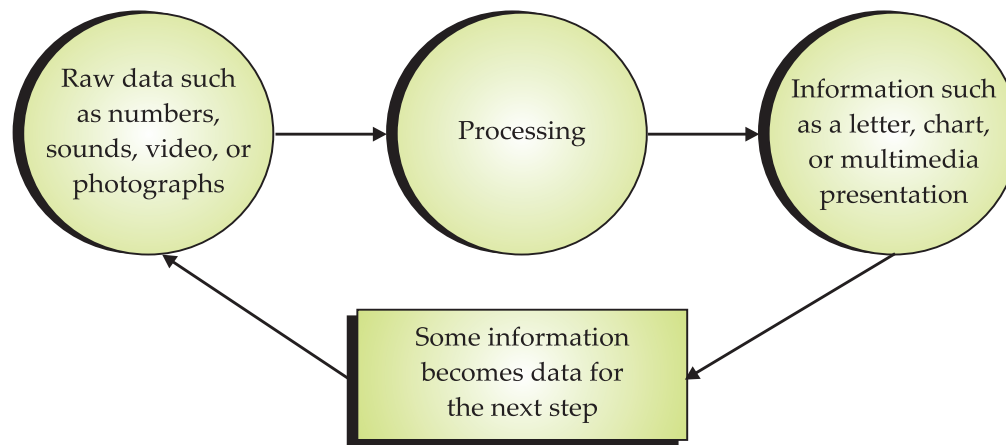 Raw data such
as numbers,
sounds, video, or
photographs
Processing
Information such
as a letter, chart,
or multimedia
presentation
Some information
becomes data for
the next step